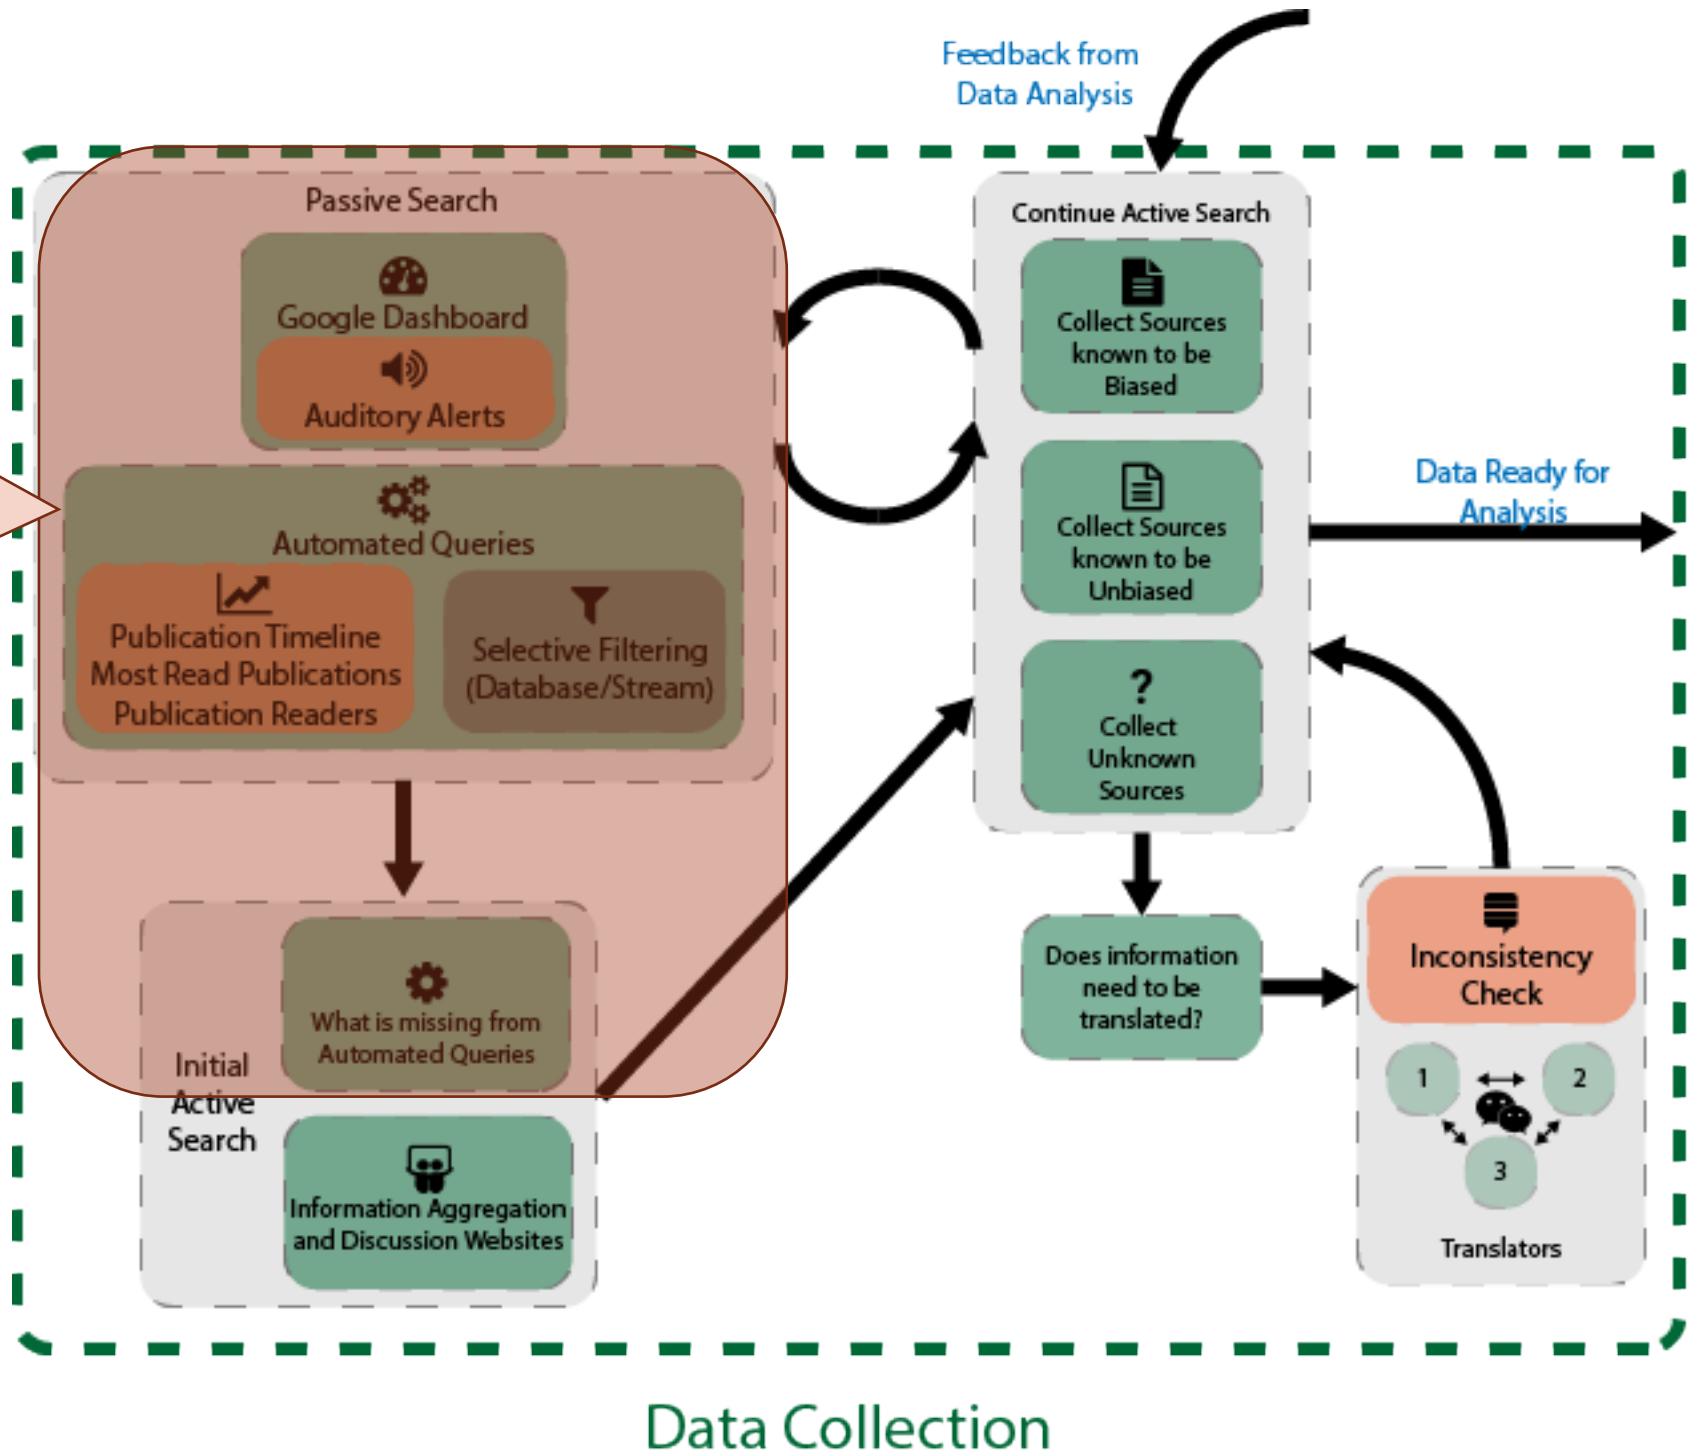 Feedback from
Data Analysis
Passive Search
Google Dashboard
Auditory Alerts
Automated Queries
Publication Timeline
Most Read Publications
Publication Readers
Selective Filtering
(Database/Stream)
Initial
Active
Search
What is missing from
Automated Queries
Information Aggregation
and Discussion Websites
Continue Active Search
Collect Sources
known to be
Biased
Collect Sources
known to be
Unbiased
?
Collect
Unknown
Sources
Data Ready for
Analysis
Does information
need to be
translated?
Inconsistency
Check
1
2
3
Translators
Data Collection